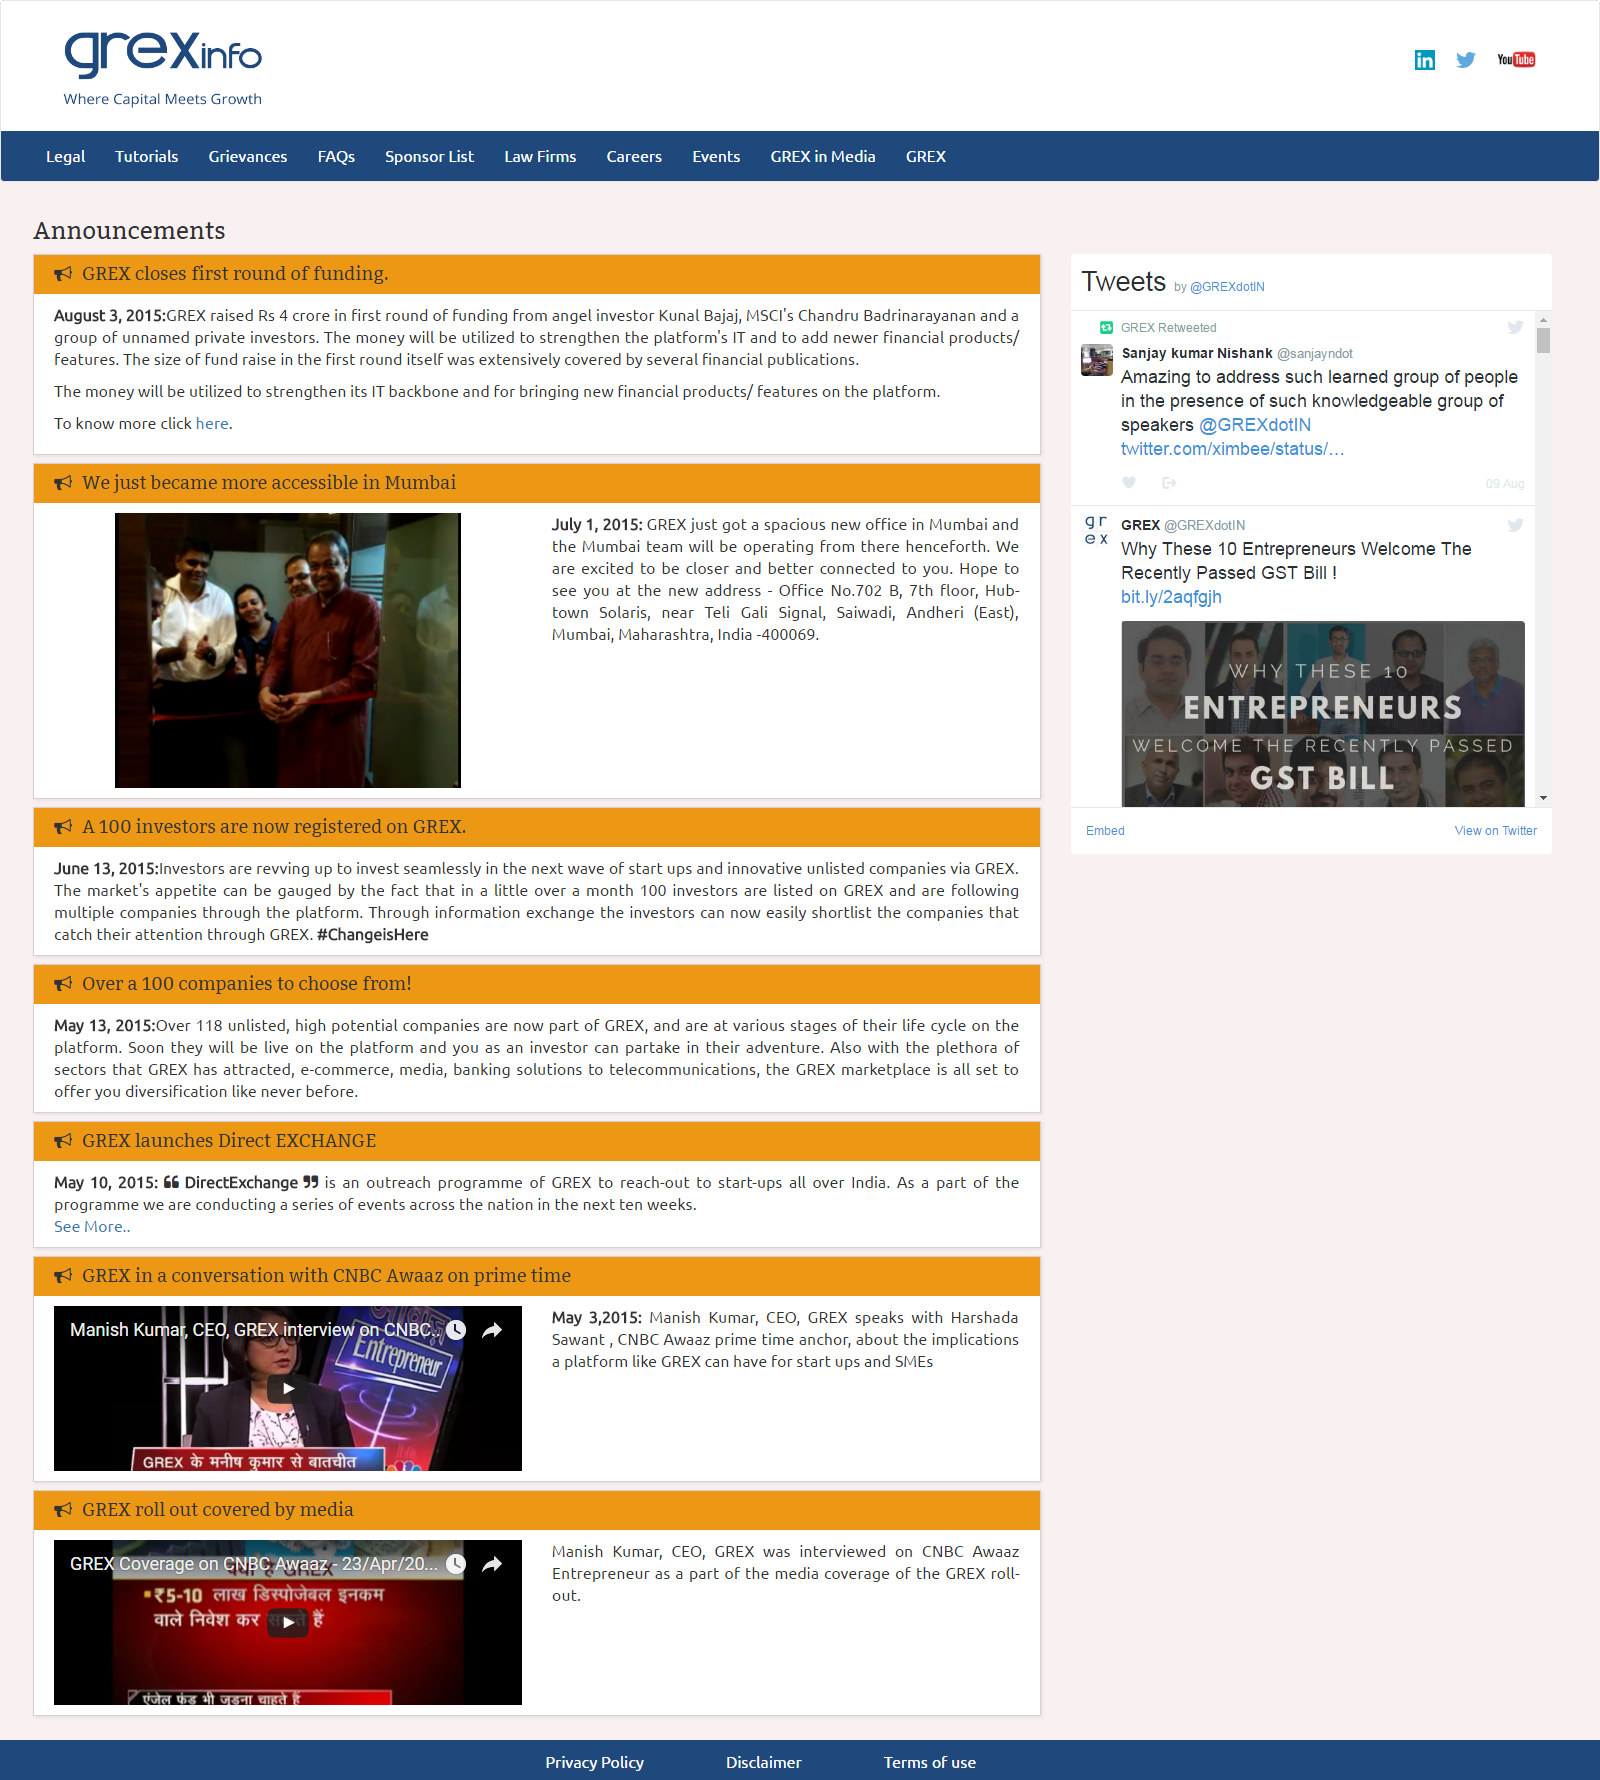 grexinfo
Where Capital Meets Growth
in
You Tube
Legal Tutorials Grievances FAQs Sponsor List Law Firms Careers Events GREX in Media GREX
Announcements
GREX closes first round of funding.
August 3, 2015:GREX raised Rs 4 crore in first round of funding from angel investor Kunal Bajaj, MSCI's Chandru Badrinarayanan and a
group of unnamed private investors. The money will be utilized to strengthen the platform's IT and to add newer financial products/
features. The size of fund raise in the first round itself was extensively covered by several financial publications.
The money will be utilized to strengthen its IT backbone and for bringing new financial products/ features on the platform.
To know more click here.
We just became more accessible in Mumbai
July 1, 2015: GREX just got a spacious new office in Mumbai and
the Mumbai team will be operating from there henceforth. We
are excited to be closer and better connected to you. Hope to
see you at the new address - Office No.702 B, 7th floor, Hub-
town Solaris, near Teli Gali Signal, Saiwadi, Andheri (East),
Mumbai, Maharashtra, India -400069.
A 100 investors are now registered on GREX.
June 13, 2015:Investors are revving up to invest seamlessly in the next wave of start ups and innovative unlisted companies via GREX.
The market's appetite can be gauged by the fact that in a little over a month 100 investors are listed on GREX and are following
multiple companies through the platform. Through information exchange the investors can now easily shortlist the companies that
catch their attention through GREX. #ChangeisHere
Over a 100 companies to choose from!
May 13, 2015:Over 118 unlisted, high potential companies are now part of GREX, and are at various stages of their life cycle on the
platform. Soon they will be live on the platform and you as an investor can partake in their adventure. Also with the plethora of
sectors that GREX has attracted, e-commerce, media, banking solutions to telecommunications, the GREX marketplace is all set to
offer you diversification like never before.
GREX launches Direct EXCHANGE
May 10, 2015: ❝ DirectExchange ❞ is an outreach programme of GREX to reach-out to start-ups all over India. As a part of the
programme we are conducting a series of events across the nation in the next ten weeks.
See More..
GREX in a conversation with CNBC Awaaz on prime time
Manish Kumar, CEO, GREX interview on CNBC...
Entrepreneur
GREX के मनीष कुमार से बातचीत
May 3,2015: Manish Kumar, CEO, GREX speaks with Harshada
Sawant , CNBC Awaaz prime time anchor, about the implications
a platform like GREX can have for start ups and SMEs
GREX roll out covered by media
GREX Coverage on CNBC Awaaz - 23/Apr/20...
क्या है GREX
₹5-10 लाख डिस्पोजेबल इनकम
वाले निवेश कर सकते हैं
एंजेल फंड भी जुड़ना चाहते हैं
Manish Kumar, CEO, GREX was interviewed on CNBC Awaaz
Entrepreneur as a part of the media coverage of the GREX roll-
out.
Tweets by @GREXdotIN
GREX Retweeted
Sanjay kumar Nishank @sanjayndot
Amazing to address such learned group of people
in the presence of such knowledgeable group of
speakers @GREXdotIN
twitter.com/ximbee/status/…
09 Aug
gr
ex
GREX @GREXdotIN
Why These 10 Entrepreneurs Welcome The
Recently Passed GST Bill !
bit.ly/2aqfgjh
WHY THESE 10
ENTREPRENEURS
WELCOME THE RECENTLY PASSED
GST BILL
Embed View on Twitter
Privacy Policy Disclaimer Terms of use